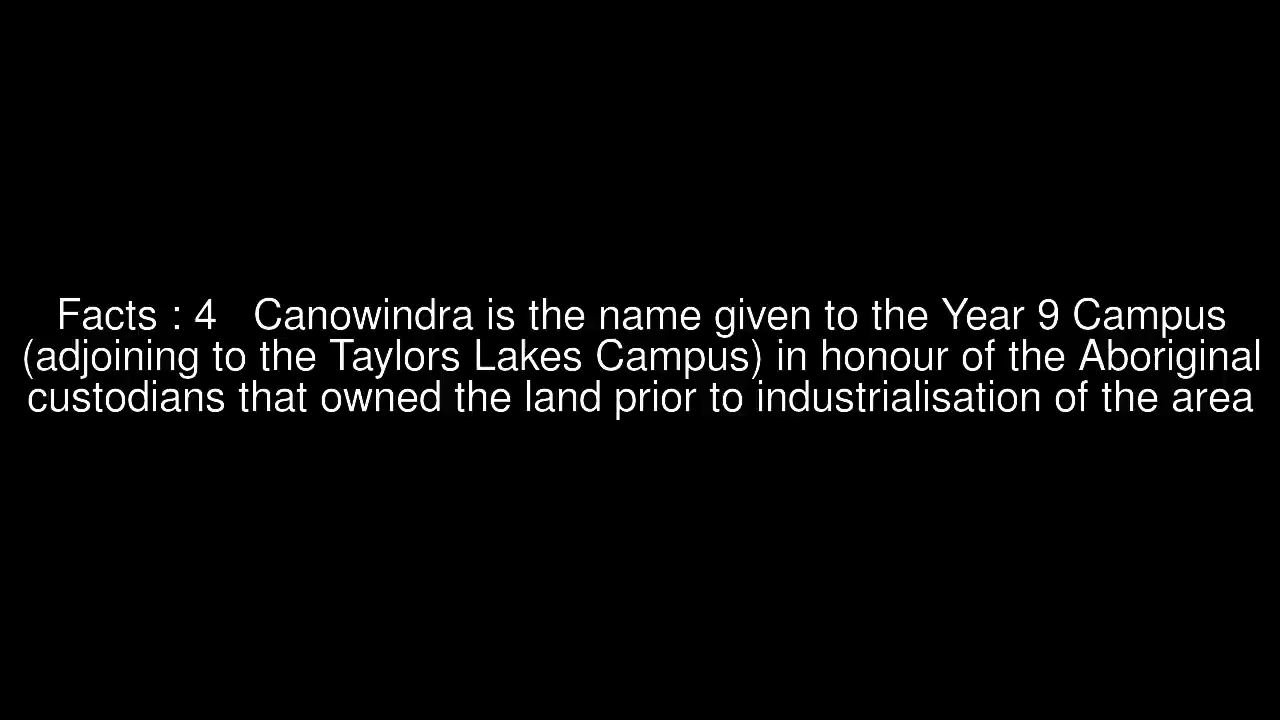 Facts : 4   Canowindra is the name given to the Year 9 Campus
(adjoining to the Taylors Lakes Campus) in honour of the Aboriginal
custodians that owned the land prior to industrialisation of the area